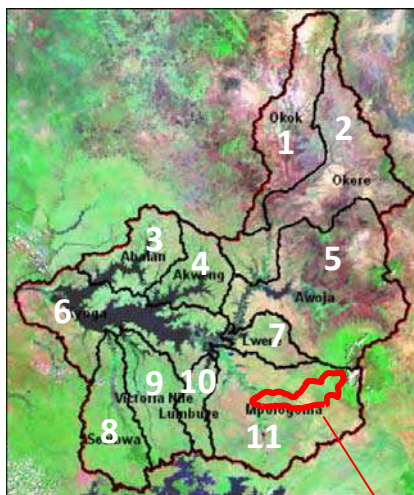 Okok
1
2
Okere
3
Abalan
4
Akweng
5
Awoja
6
yoga
7
Lwere
8
Sezibwa
9
Victoria Nile
10
Lumbuye
Mpologoma
11